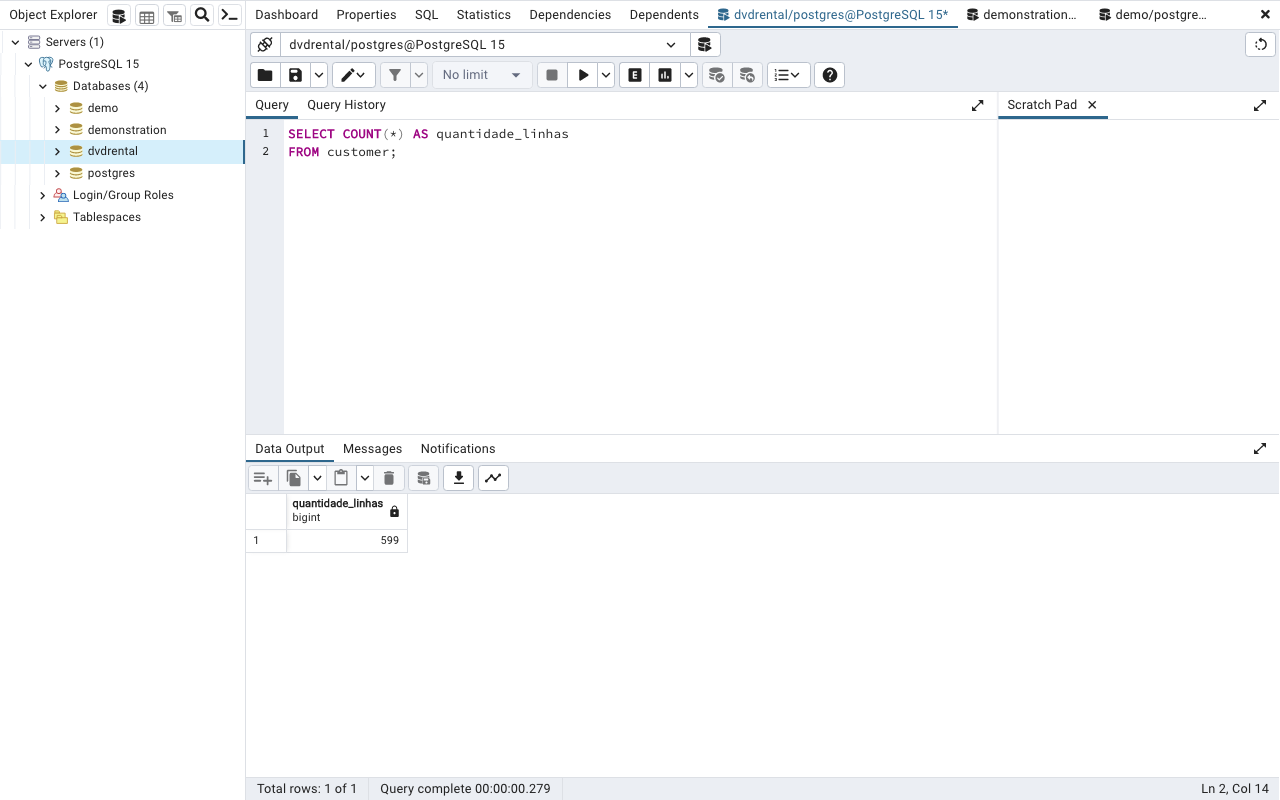 Object Explorer
Dashboard Properties SQL Statistics Dependencies Dependents dvdrental/postgres@PostgreSQL 15* demonstration... demo/postgre...
Servers (1)
PostgreSQL 15
Databases (4)
demo
demonstration
dvdrental
postgres
Login/Group Roles
Tablespaces
dvdrental/postgres@PostgreSQL 15
No limit
E
Query Query History
Scratch Pad
1 SELECT COUNT(*) AS quantidade_linhas
2 FROM customer;
Data Output Messages Notifications
quantidade_linhas
bigint
1 599
Total rows: 1 of 1 Query complete 00:00:00.279 Ln 2, Col 14